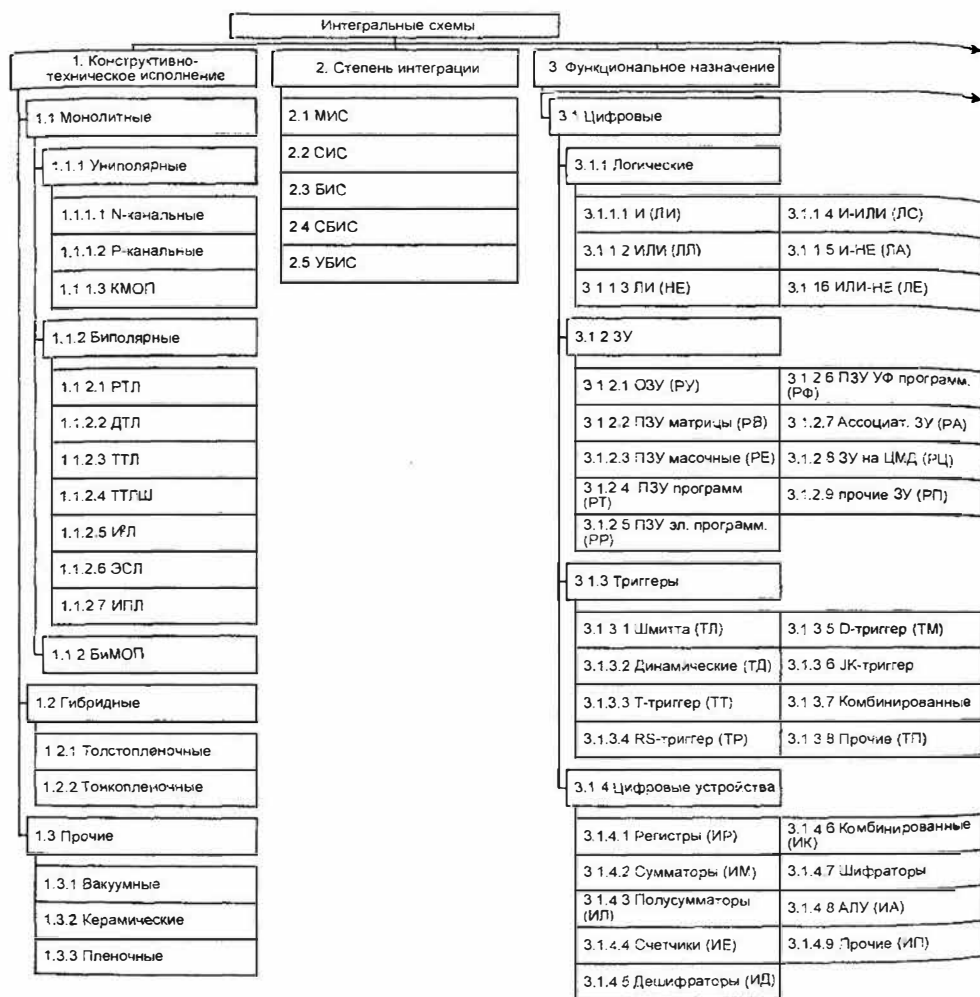 Интегральные схемы
1. Конструктивно-
техническое исполнение
1.1 Монолитные
1.1.1 Униполярные
1.1.1.1 N-канальные
1.1.1.2 P-канальные
1.1 1.3 КМОП
1.1.2 Биполярные
1.1 2.1 РТЛ
1.1.2.2 ДТЛ
1.1.2.3 ТТЛ
1.1.2.4 ТТЛШ
1.1.2.5 И²Л
1.1.2.6 ЭСЛ
1.1.2 7 ИПЛ
1.1.2 БиМОП
1.2 Гибридные
1 2.1 Толстопленочные
1.2.2 Тонкопленочные
1.3 Прочие
1.3.1 Вакуумные
1.3.2 Керамические
1.3.3 Пленочные
2. Степень интеграции
2.1 МИС
2.2 СИС
2.3 БИС
2 4 СБИС
2.5 УБИС
3 Функциональное назначение
3.1 Цифровые
3.1.1 Логические
3.1.1.1 И (ЛИ)
3.1.1 4 И-ИЛИ (ЛС)
3.1 1 2 ИЛИ (ЛЛ)
3.1 1 5 И-НЕ (ЛА)
3 1 1 3 ЛИ (НЕ)
3.1 16 ИЛИ-НЕ (ЛЕ)
3.1 2 ЗУ
3 1 2.1 ОЗУ (РУ)
3 1 2 6 ПЗУ УФ программ.
(РФ)
3 1 2 2 ПЗУ матрицы (РВ)
3 1.2.7 Ассоциат. ЗУ (РА)
3.1.2.3 ПЗУ масочные (РЕ)
3.1.2 8 ЗУ на ЦМД (РЦ)
3 1.2 4 ПЗУ программ
(РТ)
3.1.2.9 прочие ЗУ (РП)
3.1.2 5 ПЗУ эл. программ.
(РР)
3 1.3 Триггеры
3.1 3 1 Шмитта (ТЛ)
3.1 3 5 D-триггер (ТМ)
3.1.3.2 Динамические (ТД)
3.1.3 6 JK-триггер
3.1.3.3 Т-триггер (ТТ)
3.1 3.7 Комбинированные
3.1.3.4 RS-триггер (ТР)
3.1 3 8 Прочие (ТП)
3.1 4 Цифровые устройства
3.1.4.1 Регистры (ИР)
3.1 4 6 Комбинированные
(ИК)
3 1.4.2 Сумматоры (ИМ)
3.1.4.7 Шифраторы
3 1.4 3 Полусумматоры
(ИЛ)
3.1.4 8 АЛУ (ИА)
3.1.4.4 Счетчики (ИЕ)
3.1.4.9 Прочие (ИП)
3.1.4 5 Дешифраторы (ИД)